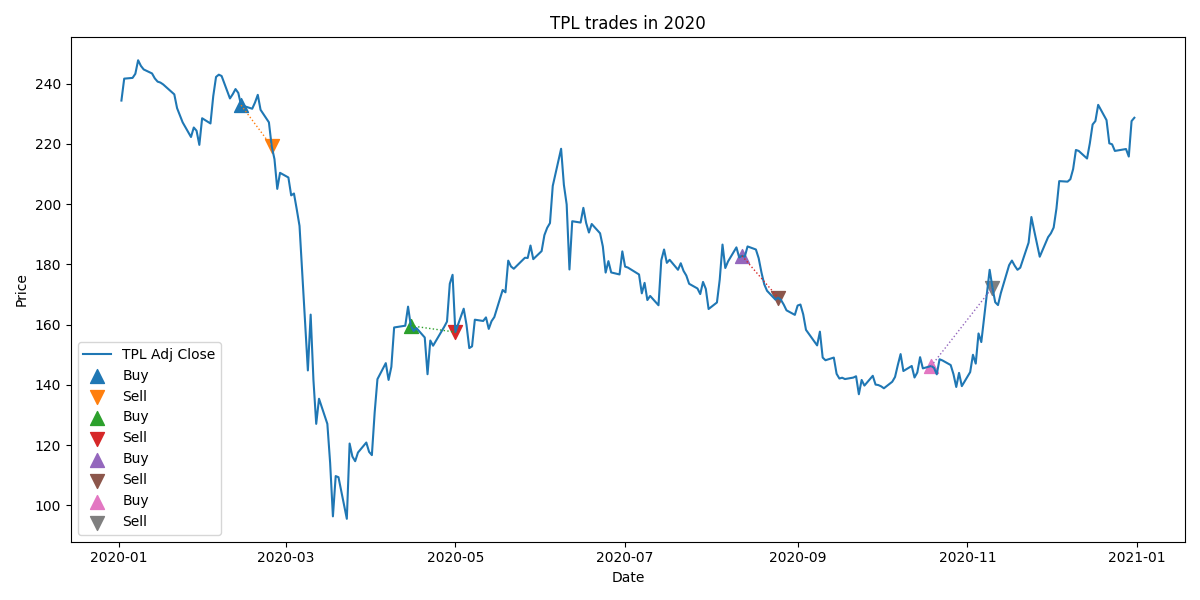 TPL trades in 2020
Price
240
220
200
180
160
140
120
100
TPL Adj Close
Buy
Sell
Buy
Sell
Buy
Sell
Buy
Sell
2020-01 2020-03 2020-05 2020-07 2020-09 2020-11 2021-01
Date